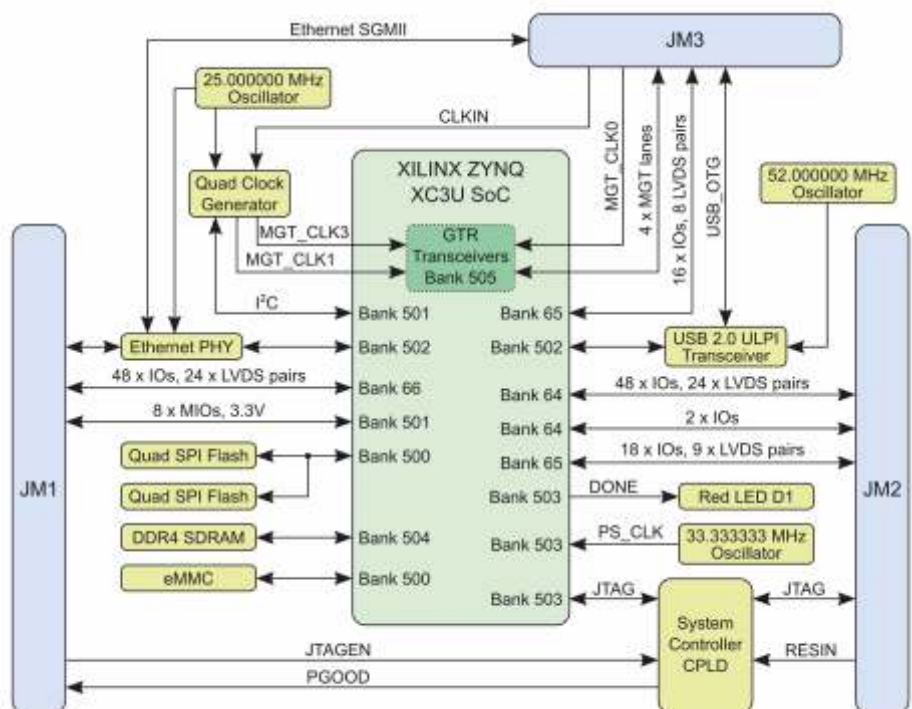 Ethernet SGMII
JM3
25.000000 MHz
Oscillator
CLKIN
MGT_CLK0
4 x MGT lanes
16 x IOs, 8 LVDS pairs
USB_OTG
XILINX ZYNQ
XC3U SoC
52.000000 MHz
Oscillator
Quad Clock
Generator
MGT_CLK3
MGT_CLK1
GTR
Transceivers
Bank 505
I²C
Bank 501
Bank 65
Ethernet PHY
Bank 502
Bank 502
USB 2.0 ULPI
Transceiver
48 x IOs, 24 x LVDS pairs
Bank 66
Bank 64
48 x IOs, 24 x LVDS pairs
8 x MIOs, 3.3V
Bank 501
Bank 64
2 x IOs
Quad SPI Flash
Bank 500
Bank 65
18 x IOs, 9 x LVDS pairs
JM1
Quad SPI Flash
Bank 503
DONE
Red LED D1
JM2
DDR4 SDRAM
Bank 504
Bank 503
PS_CLK
33.333333 MHz
Oscillator
eMMC
Bank 500
Bank 503
JTAG
System
Controller
CPLD
JTAG
JTAGEN
RESIN
PGOOD